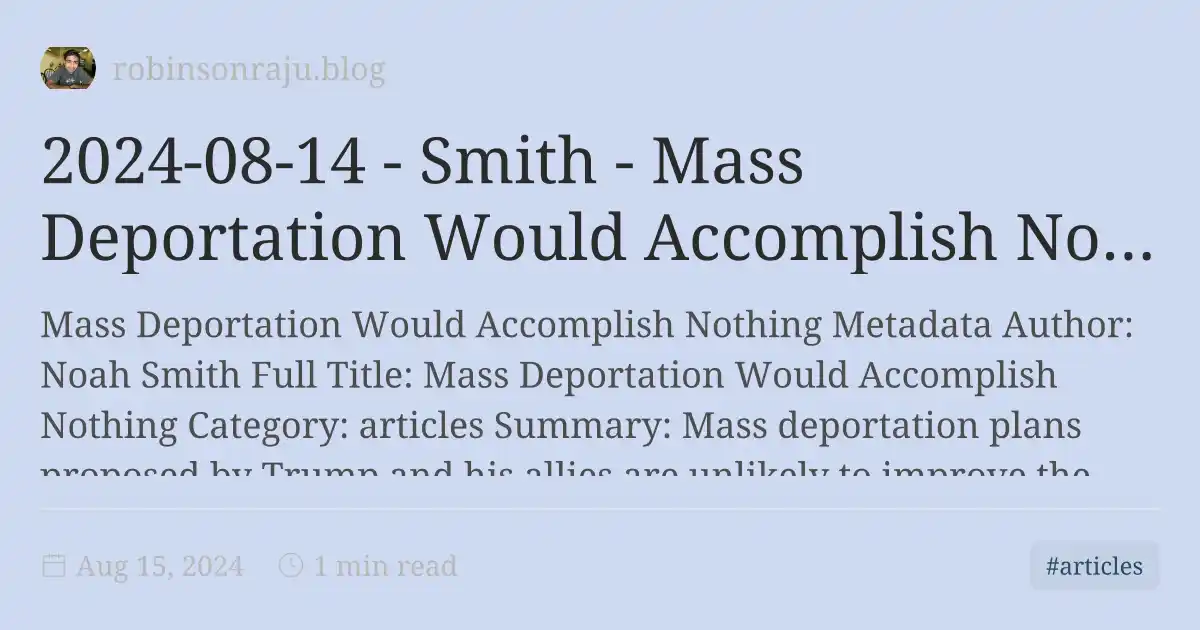 robinsonraju.blog
2024-08-14 - Smith - Mass
Deportation Would Accomplish No...
Mass Deportation Would Accomplish Nothing Metadata Author:
Noah Smith Full Title: Mass Deportation Would Accomplish
Nothing Category: articles Summary: Mass deportation plans
proposed by Trump and his allies are unlikely to improve the
Aug 15, 2024
1 min read
#articles